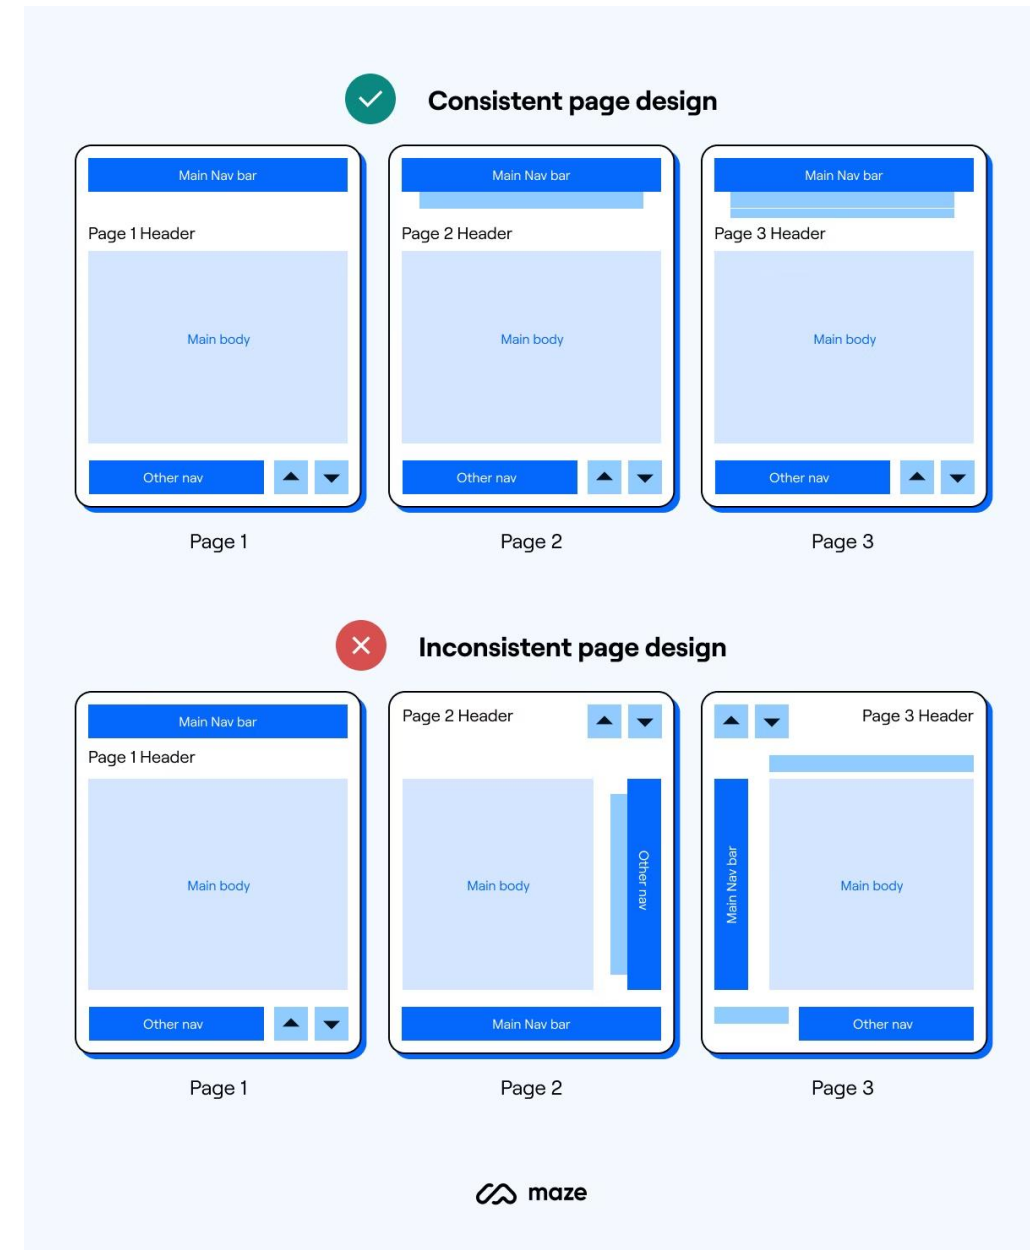 Consistent page design
Main Nav bar
Page 1 Header
Main body
Other nav
Page 1
Main Nav bar
Page 2 Header
Main body
Other nav
Page 2
Main Nav bar
Page 3 Header
Main body
Other nav
Page 3
Inconsistent page design
Main Nav bar
Page 1 Header
Main body
Other nav
Page 1
Page 2 Header
Main body
Other nav
Main Nav bar
Page 2
Page 3 Header
Main Nav bar
Main body
Other nav
Page 3
maze